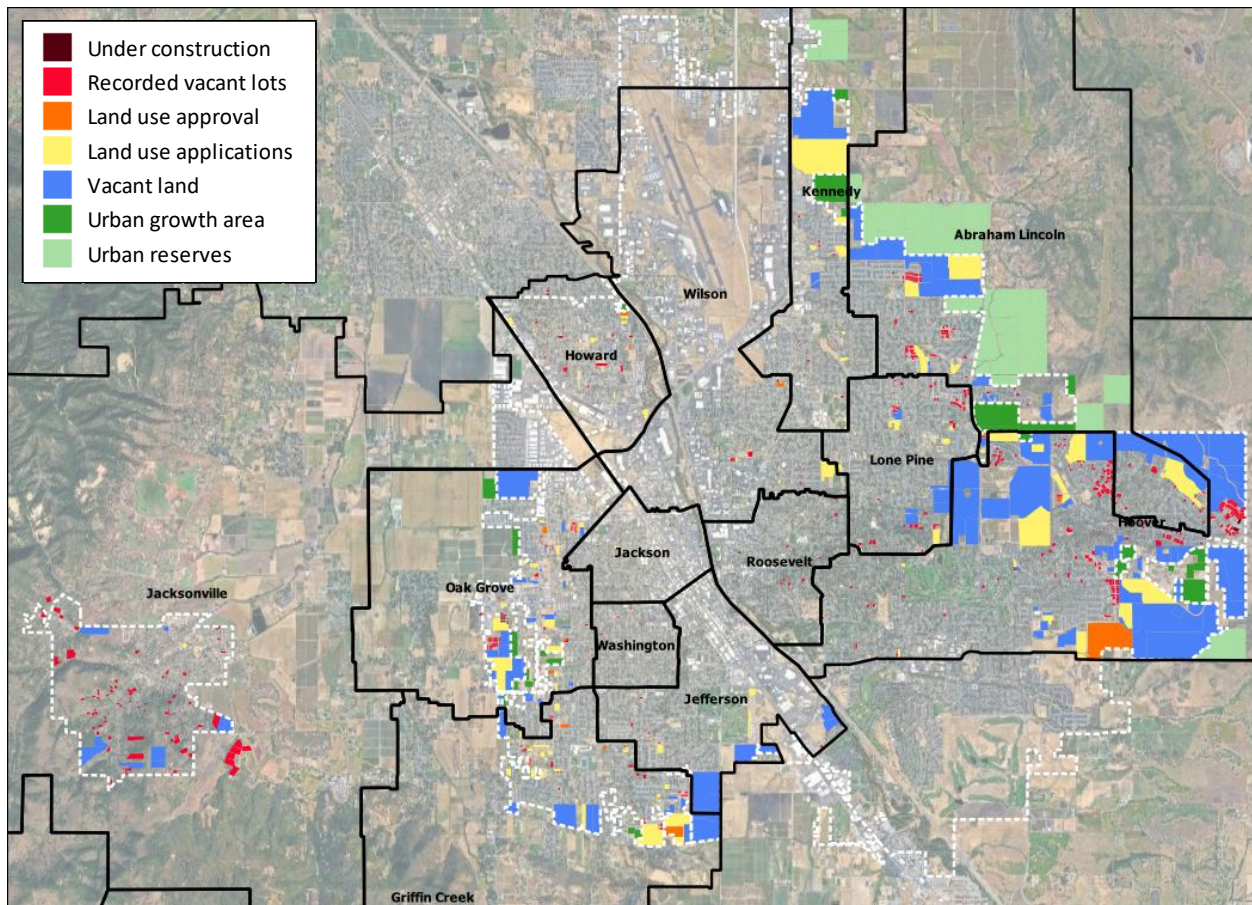 Under construction
Recorded vacant lots
Land use approval
Land use applications
Vacant land
Urban growth area
Urban reserves
Kennedy
Abraham Lincoln
Wilson
Howard
Lone Pine
Hoover
Jackson
Roosevelt
Oak Grove
Jacksonville
Washington
Jefferson
Griffin Creek